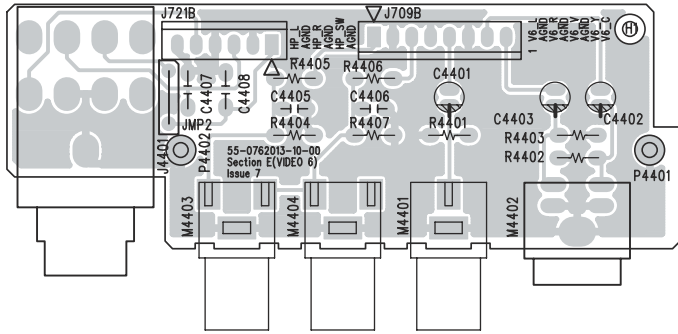 J721B
HP_L
AGND
HP_R
AGND
HP_SW
AGND
J709B
1 V6_L
AGND
V6_R
AGND
V6_V
AGND
V6_Y
V6_C
R4405
R4406
C4401
C4407
C4408
C4405
C4406
JMP2
R4404
R4407
R4401
C4403
C4402
R4403
R4402
J4401
P4402
P4401
55-0762013-10-00
Section E(VIDEO 6)
Issue 7
M4403
M4404
M4401
M4402